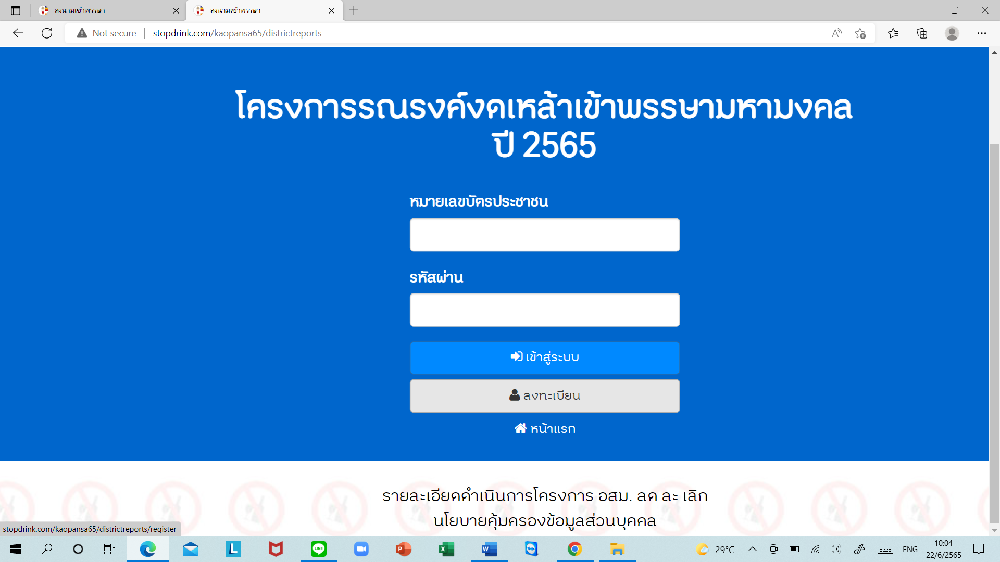 ลงนามเข้าพรรษา
ลงนามเข้าพรรษา
Not secure
stopdrink.com/kaopansa65/districtreports
โครงการรณรงค์งดเหล้าเข้าพรรษามหามงคล
ปี 2565
หมายเลขบัตรประชาชน
รหัสผ่าน
เข้าสู่ระบบ
ลงทะเบียน
หน้าแรก
รายละเอียดดำเนินการโครงการ อสม. ลด ละ เลิก
นโยบายคุ้มครองข้อมูลส่วนบุคคล
stopdrink.com/kaopansa65/districtreports/register
29°C
ENG
10:04
22/6/2565